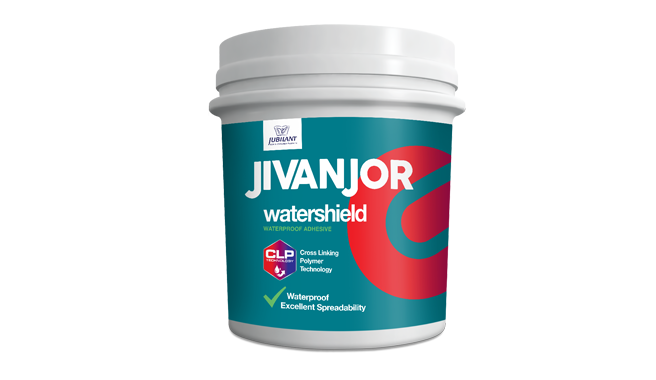 JUBILANT
JIVANJOR
watershield
WATERPROOF ADHESIVE
CLP
TECHNOLOGY
Cross Linking
Polymer
Technology
Waterproof
Excellent Spreadability